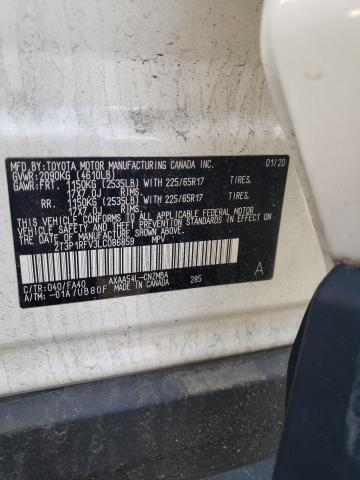 MFD.BY:TOYOTA MOTOR MANUFACTURING CANADA INC. 01/20
GVWR:2090KG (4610LB)
GAWR:FRT. 1150KG (2535LB) WITH 225/65R17 TIRES,
17X7.0J RIMS
RR. 1150KG (2535LB) WITH 225/65R17 TIRES,
17X7.0J RIMS
THIS VEHICLE CONFORMS TO ALL APPLICABLE FEDERAL MOTOR VEHICLE
SAFETY, BUMPER, AND THEFT PREVENTION STANDARDS IN EFFECT ON
THE DATE OF MANUFACTURE SHOWN ABOVE.
2T3P1RFV3LC086859 MPV
A
C/TR:040/FA40 AXAA54L-CNZMBA 285
A/TM:-01A/UB80F MADE IN CANADA